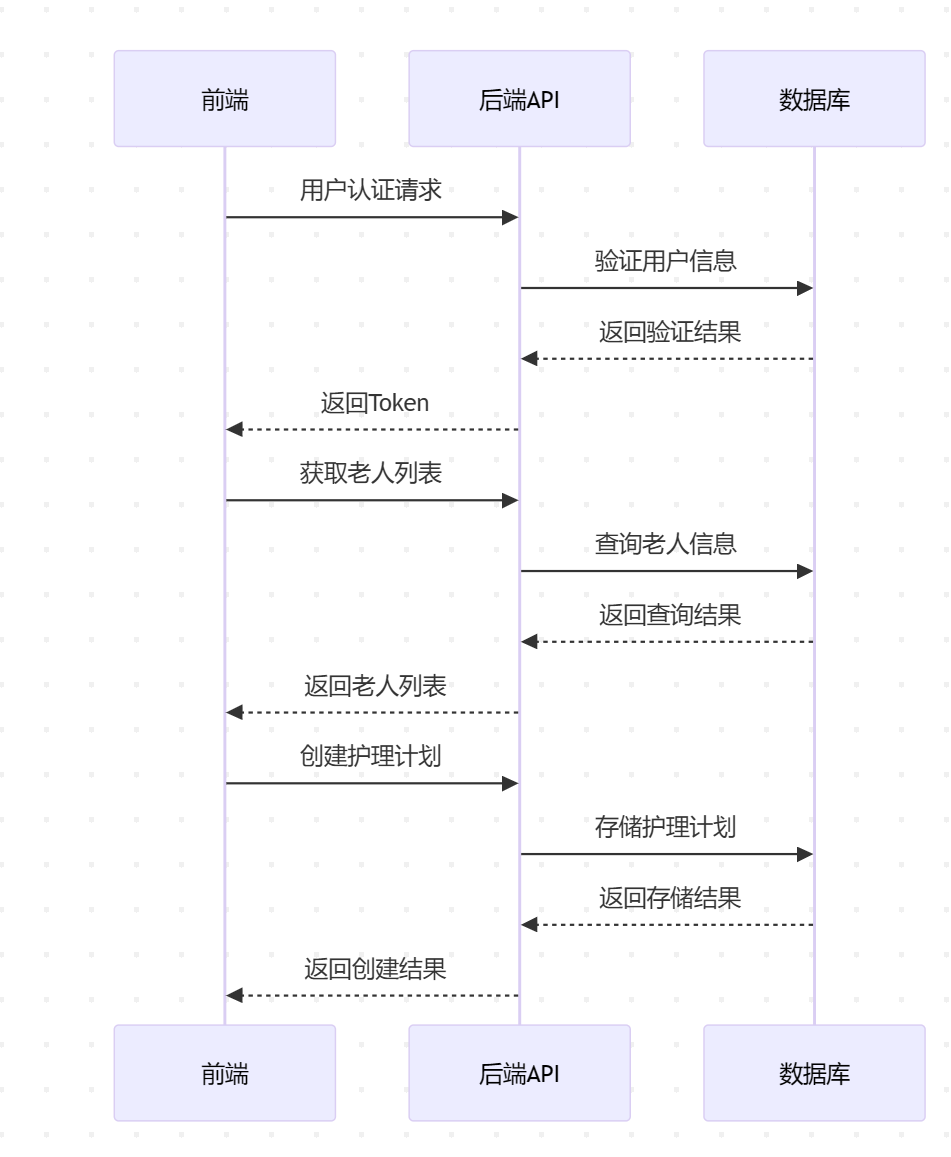 前端
后端API
数据库
用户认证请求
验证用户信息
返回验证结果
返回Token
获取老人列表
查询老人信息
返回查询结果
返回老人列表
创建护理计划
存储护理计划
返回存储结果
返回创建结果
前端
后端API
数据库